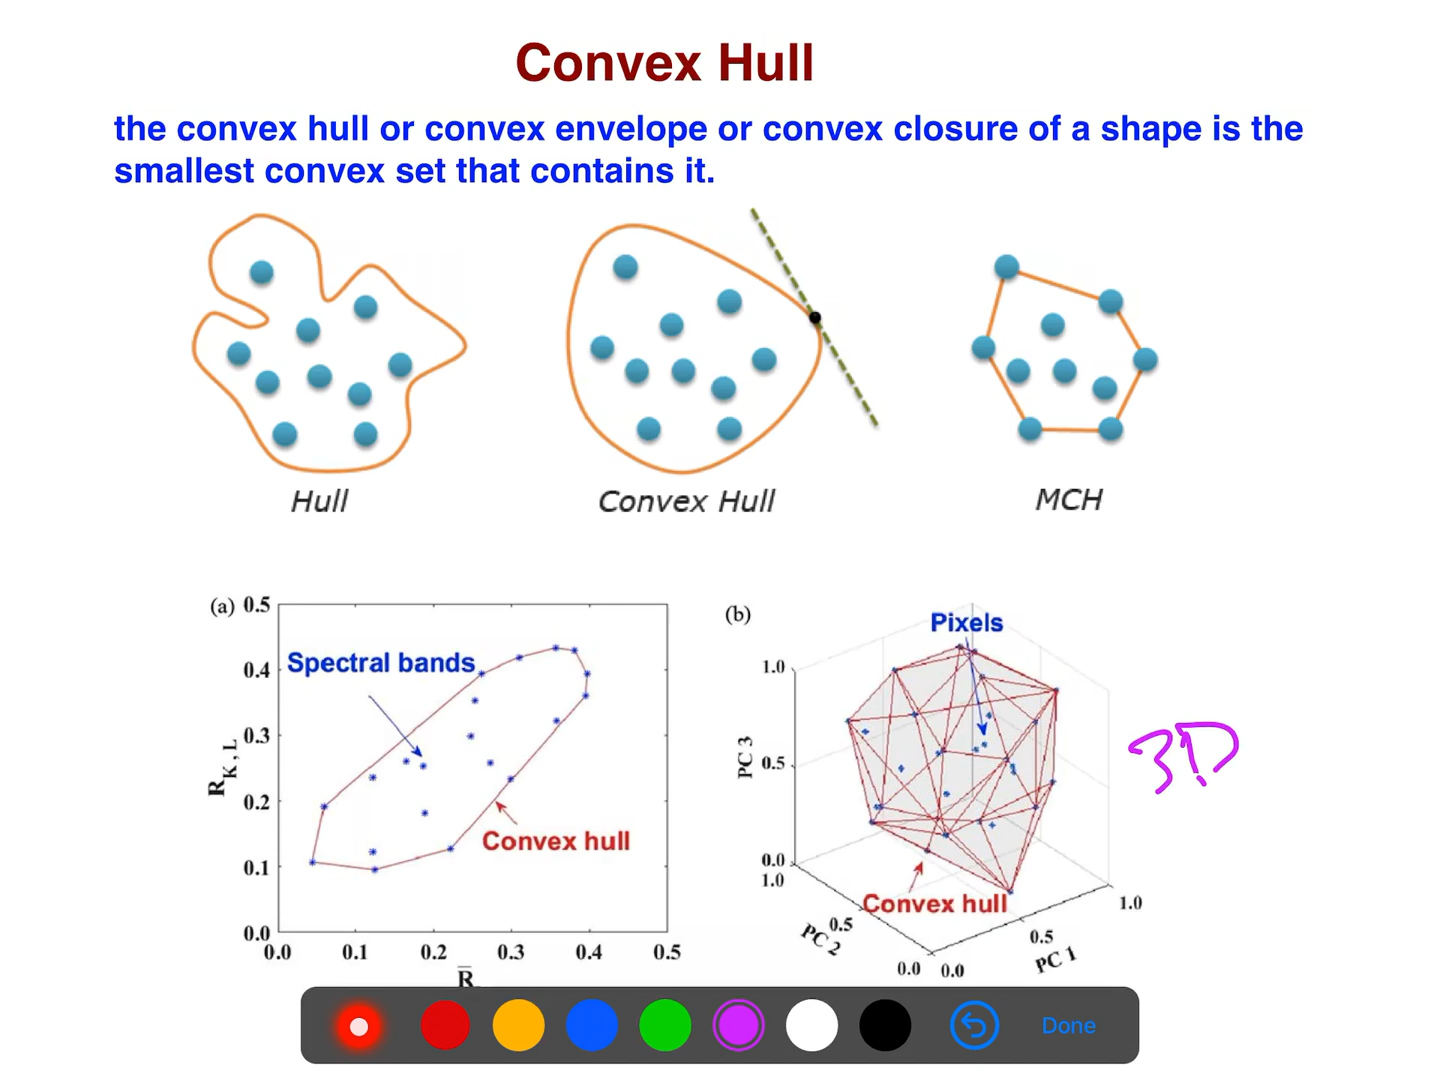 Convex Hull
the convex hull or convex envelope or convex closure of a shape is the
smallest convex set that contains it.
Hull
Convex Hull
MCH
(a)
0.5
0.4
0.3
0.2
0.1
0.0
R K, L
Spectral bands
Convex hull
0.0 0.1 0.2 0.3 0.4 0.5
R̅
(b)
Pixels
1.0
0.5
0.0
PC 3
Convex hull
1.0
0.5
0.0
PC 2
0.0
0.5
1.0
PC 1
3D
Done